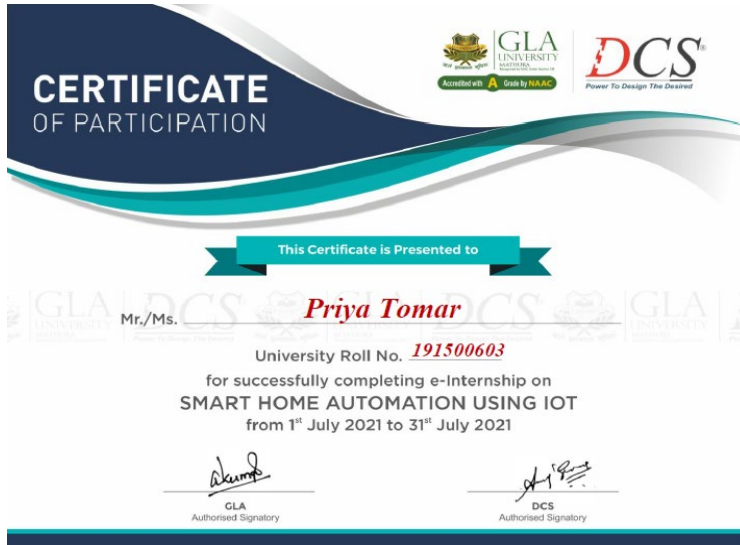 CERTIFICATE
OF PARTICIPATION
GLA
UNIVERSITY
MATHURA
Accredited with A Grade by NAAC
DCS®
Power To Design The Desired
This Certificate is Presented to
Mr./Ms. Priya Tomar
University Roll No. 191500603
for successfully completing e-Internship on
SMART HOME AUTOMATION USING IOT
from 1st July 2021 to 31st July 2021
GLA
Authorised Signatory
DCS
Authorised Signatory